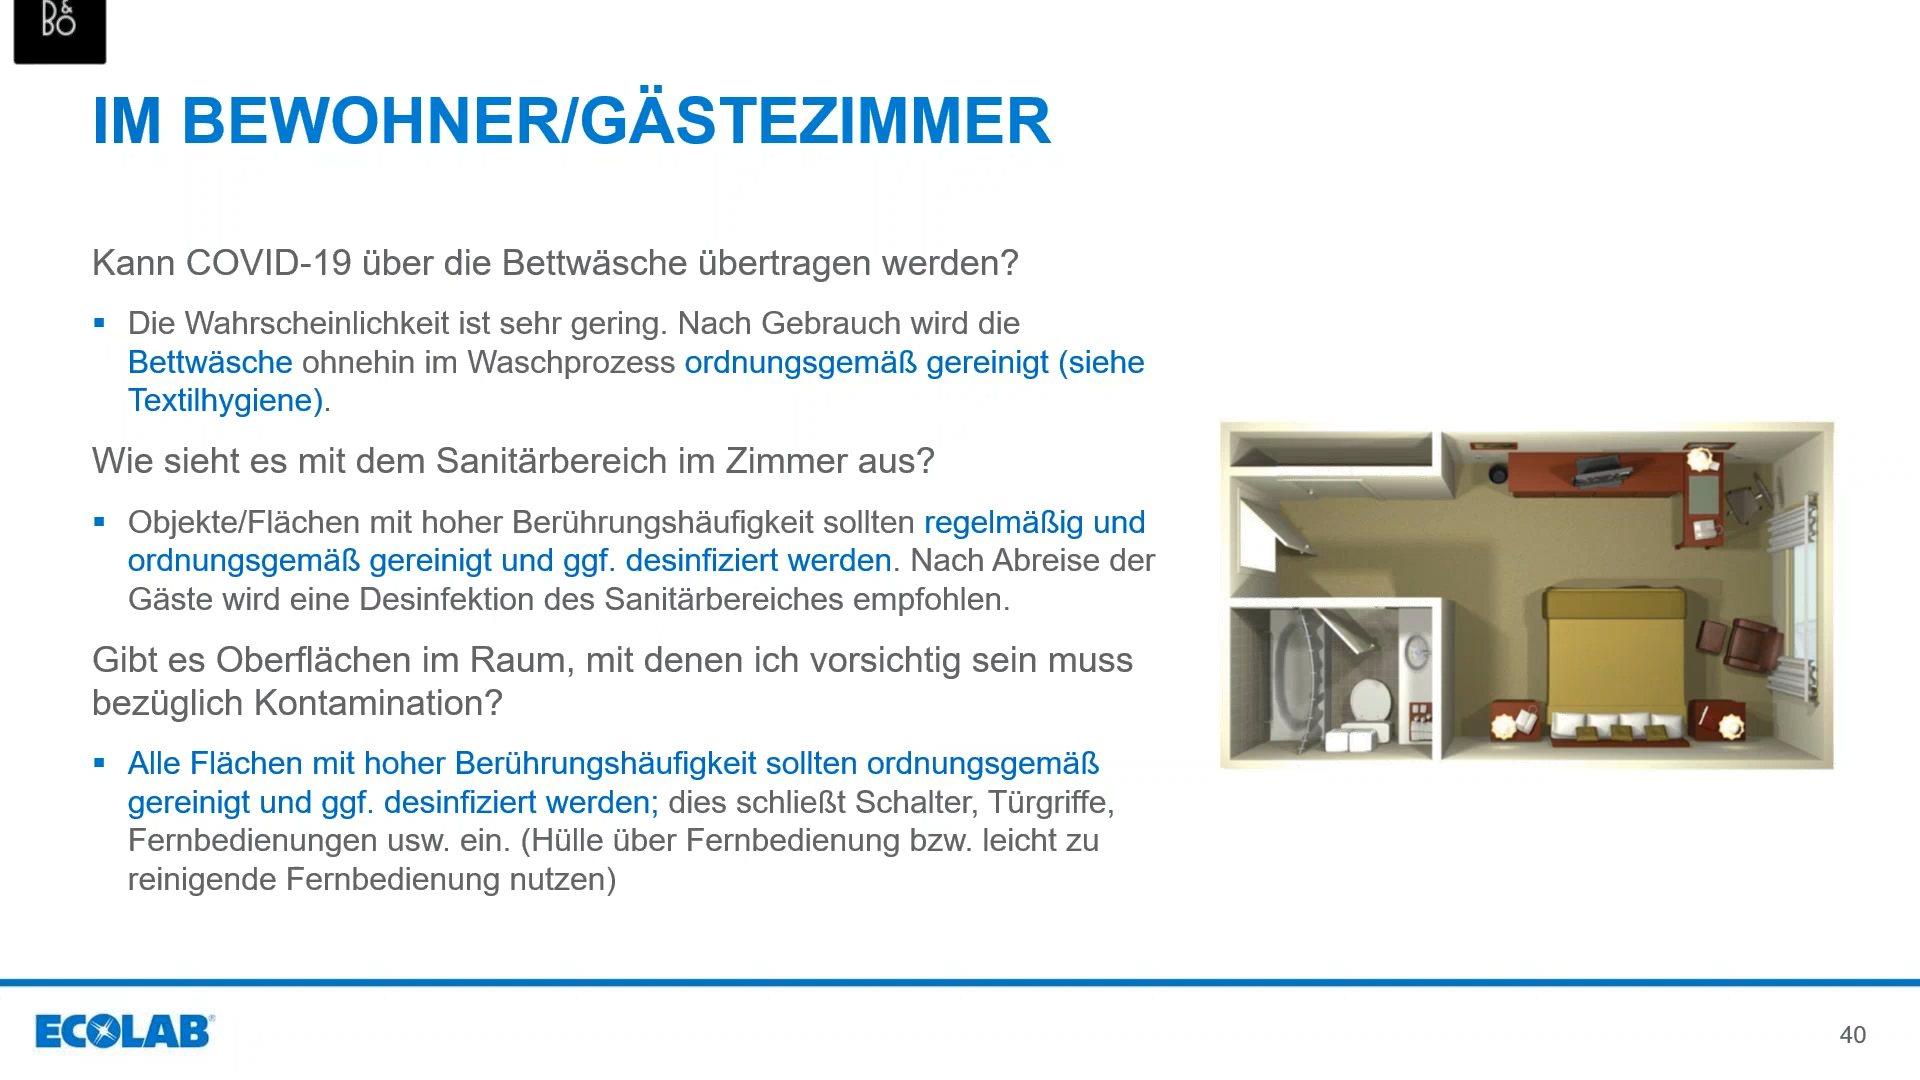 B&O
IM BEWOHNER/GÄSTEZIMMER
Kann COVID-19 über die Bettwäsche übertragen werden?
▪ Die Wahrscheinlichkeit ist sehr gering. Nach Gebrauch wird die
Bettwäsche ohnehin im Waschprozess ordnungsgemäß gereinigt (siehe
Textilhygiene).
Wie sieht es mit dem Sanitärbereich im Zimmer aus?
▪ Objekte/Flächen mit hoher Berührungshäufigkeit sollten regelmäßig und
ordnungsgemäß gereinigt und ggf. desinfiziert werden. Nach Abreise der
Gäste wird eine Desinfektion des Sanitärbereiches empfohlen.
Gibt es Oberflächen im Raum, mit denen ich vorsichtig sein muss
bezüglich Kontamination?
▪ Alle Flächen mit hoher Berührungshäufigkeit sollten ordnungsgemäß
gereinigt und ggf. desinfiziert werden; dies schließt Schalter, Türgriffe,
Fernbedienungen usw. ein. (Hülle über Fernbedienung bzw. leicht zu
reinigende Fernbedienung nutzen)
ECOLAB®
40